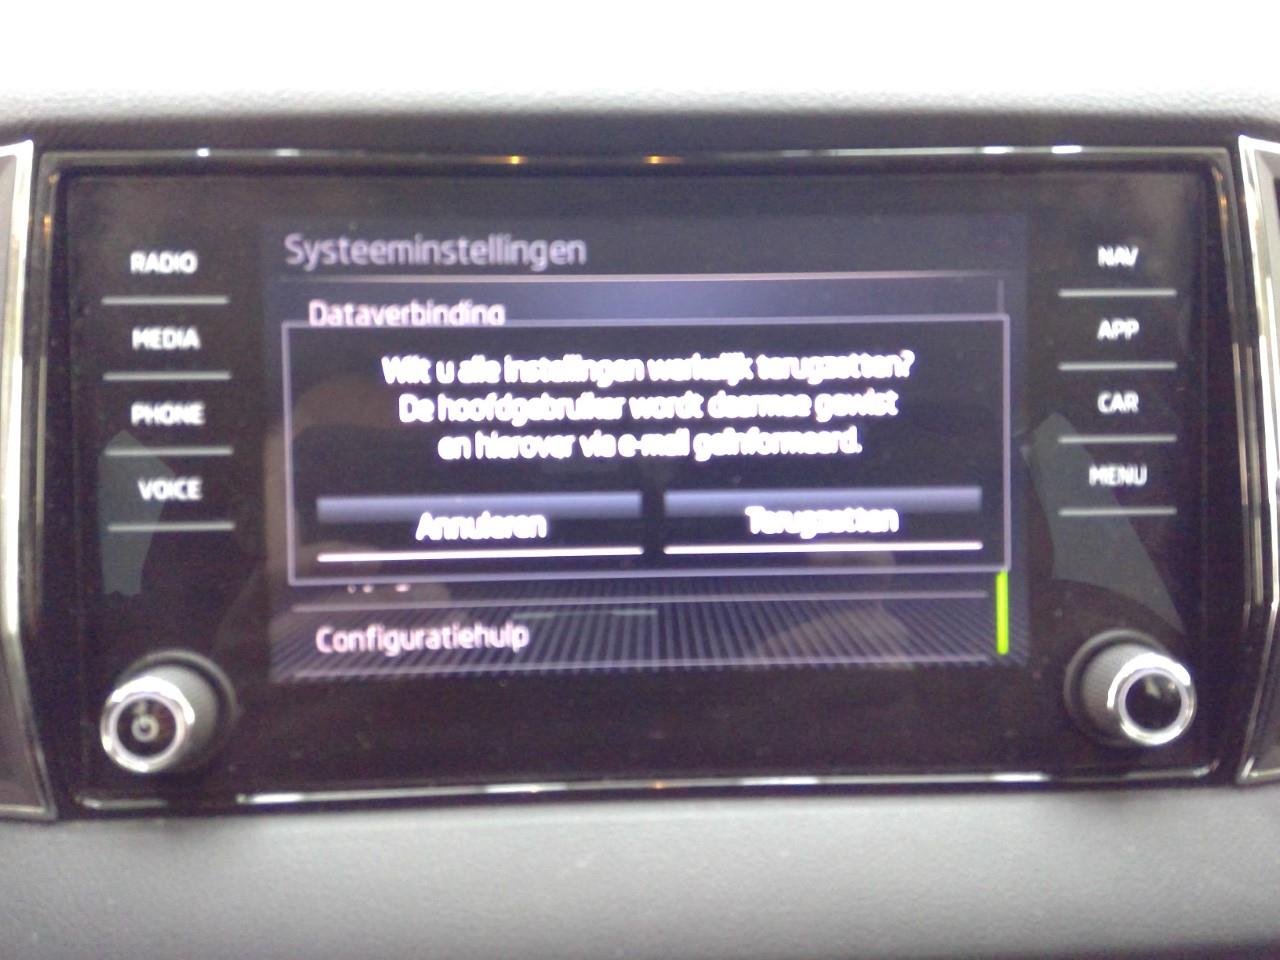 Systeeminstellingen
Dataverbinding
Wilt u alle instellingen werkelijk terugzetten?
De hoofdgebruiker wordt daarmee gewist
en hierover via e-mail geïnformeerd.
Annuleren
Terugzetten
Configuratiehulp
RADIO
MEDIA
PHONE
VOICE
NAV
APP
CAR
MENU